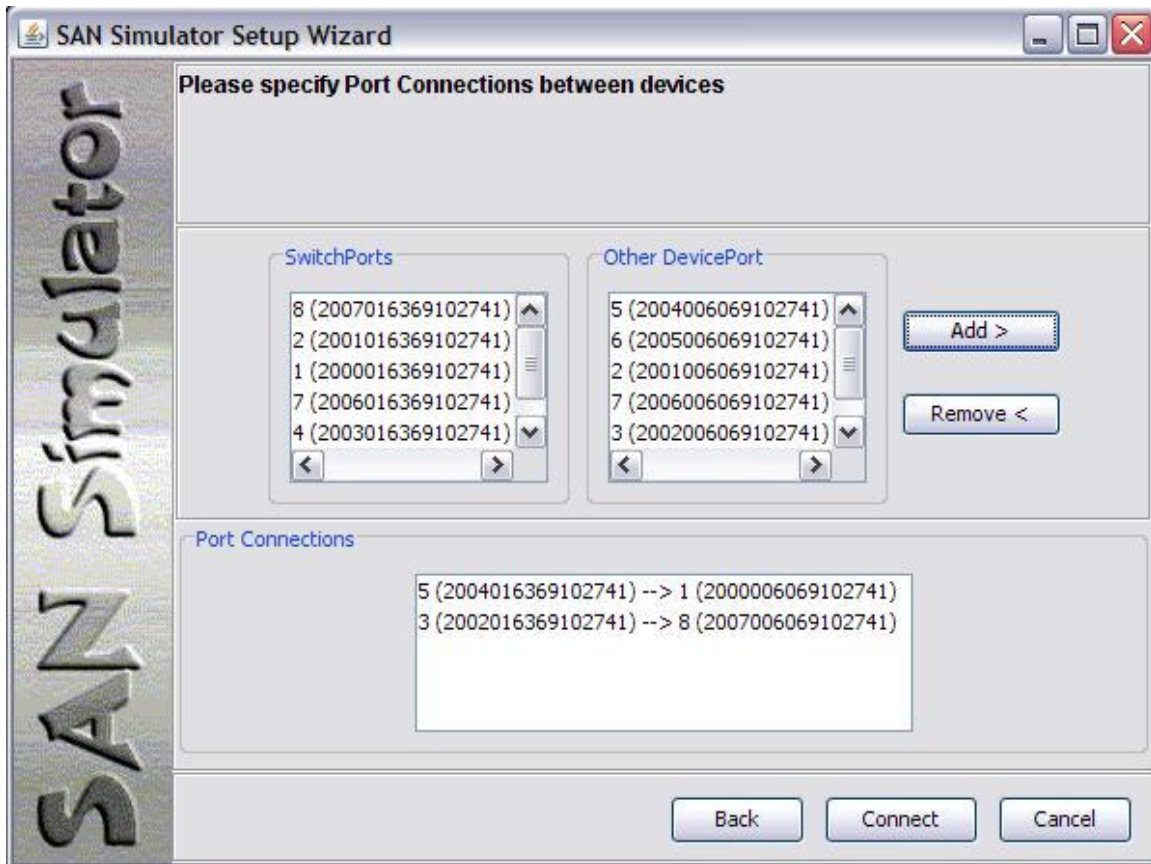 SAN Simulator Setup Wizard
SAN Simulator
Please specify Port Connections between devices
SwitchPorts
8 (2007016369102741)
2 (2001016369102741)
1 (2000016369102741)
7 (2006016369102741)
4 (2003016369102741)
Other DevicePort
5 (2004006069102741)
6 (2005006069102741)
2 (2001006069102741)
7 (2006006069102741)
3 (2002006069102741)
Add >
Remove <
Port Connections
5 (2004016369102741) --> 1 (2000006069102741)
3 (2002016369102741) --> 8 (2007006069102741)
Back
Connect
Cancel